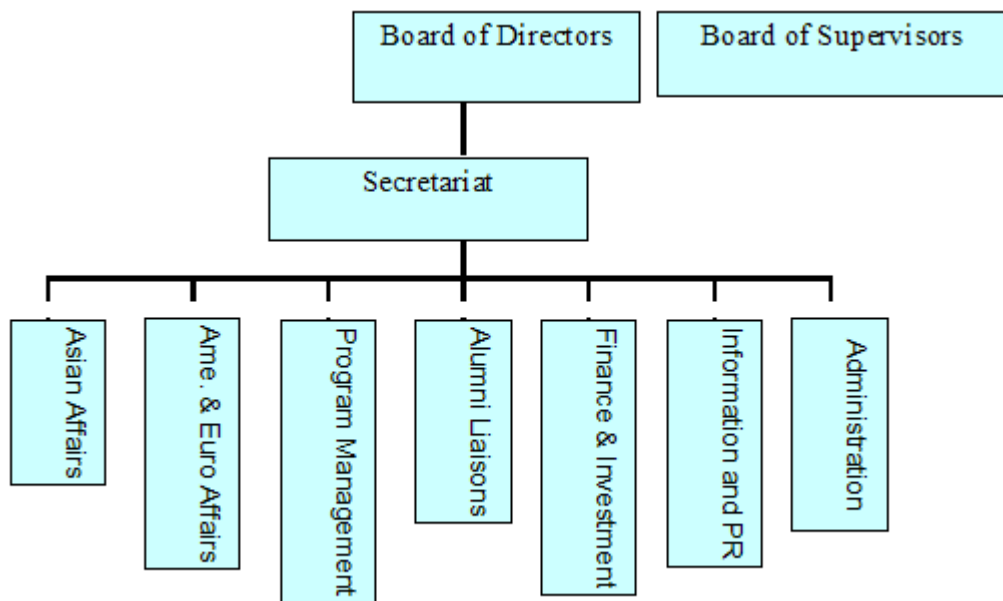 Board of Directors
Board of Supervisors
Secretariat
Asian Affairs
Ame. & Euro Affairs
Program Management
Alumni Liaisons
Finance & Investment
Information and PR
Administration